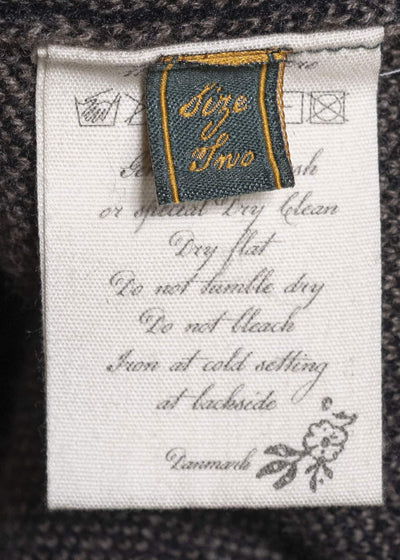 Size
Two
or special Dry Clean
Dry flat
Do not tumble dry
Do not bleach
Iron at cold setting
at backside
Danmark